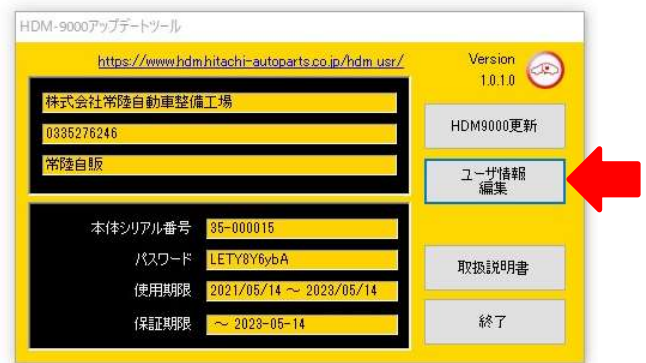 HDM-9000アップデートツール
https://www.hdm.hitachi-autoparts.co.jp/hdm_usr/
Version
1.0.1.0
株式会社常陸自動車整備工場
0335276246
常陸自販
HDM9000更新
ユーザ情報
編集
本体シリアル番号 35-000015
パスワード LETY8Y6ybA
使用期限 2021/05/14 ～ 2023/05/14
保証期限 ～ 2023-05-14
取扱説明書
終了